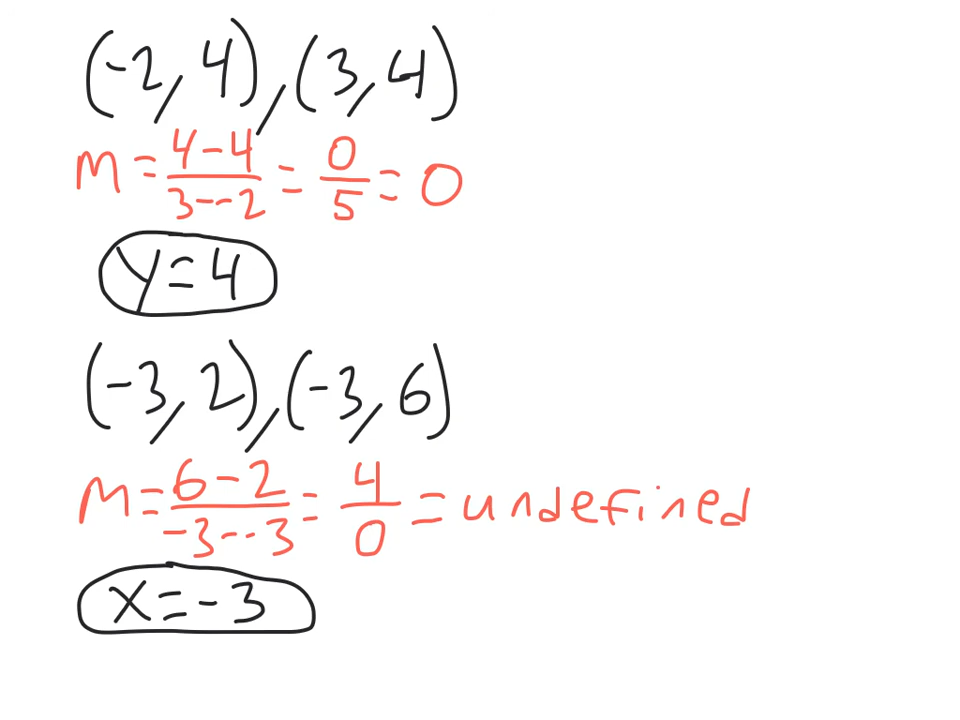 (-2, 4), (3, 4)
m = 4-4/3--2 = 0/5 = 0
y = 4
(-3, 2), (-3, 6)
m = 6-2/-3--3 = 4/0 = undefined
x = -3